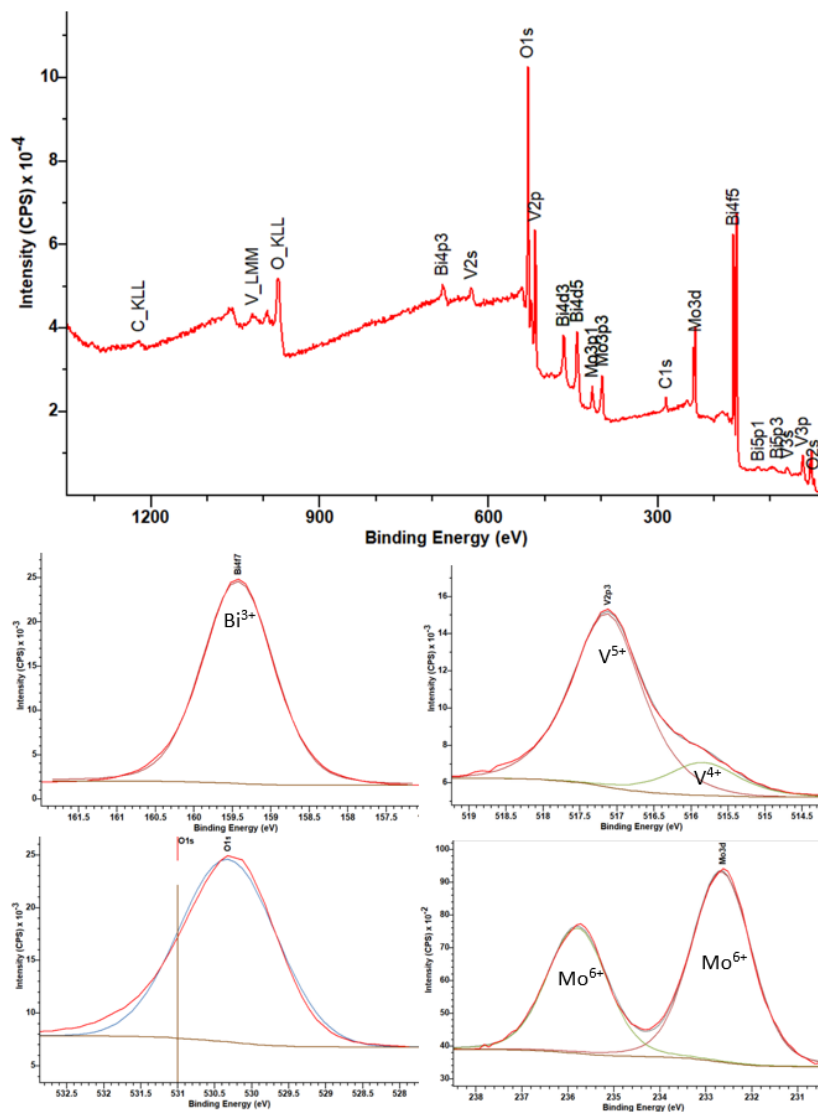 Intensity (CPS) x 10⁻⁴
10
8
6
4
2
C_KLL
V_LMM
O_KLL
Bi4p3
V2s
O1s
V2p
Bi4d3
Bi4d5
Mo3p1
Mo3p3
C1s
Mo3d
Bi4f5
Bi5p1
Bi5p3
V3s
V3p
O2s
1200 900 600 300
Binding Energy (eV)
Bi4f7
Bi³⁺
Intensity (CPS) x 10⁻³
25
20
15
10
5
0
161.5 161 160.5 160 159.5 159 158.5 158 157.5
Binding Energy (eV)
V2p3
V⁵⁺
V⁴⁺
Intensity (CPS) x 10⁻³
16
14
12
10
8
6
519 518.5 518 517.5 517 516.5 516 515.5 515 514.5
Binding Energy (eV)
O1s
O1s
Intensity (CPS) x 10⁻³
25
20
15
10
5
532.5 532 531.5 531 530.5 530 529.5 529 528.5 528
Binding Energy (eV)
Mo3d
Mo⁶⁺
Mo⁶⁺
Intensity (CPS) x 10⁻²
100
90
80
70
60
50
40
30
238 237 236 235 234 233 232 231
Binding Energy (eV)